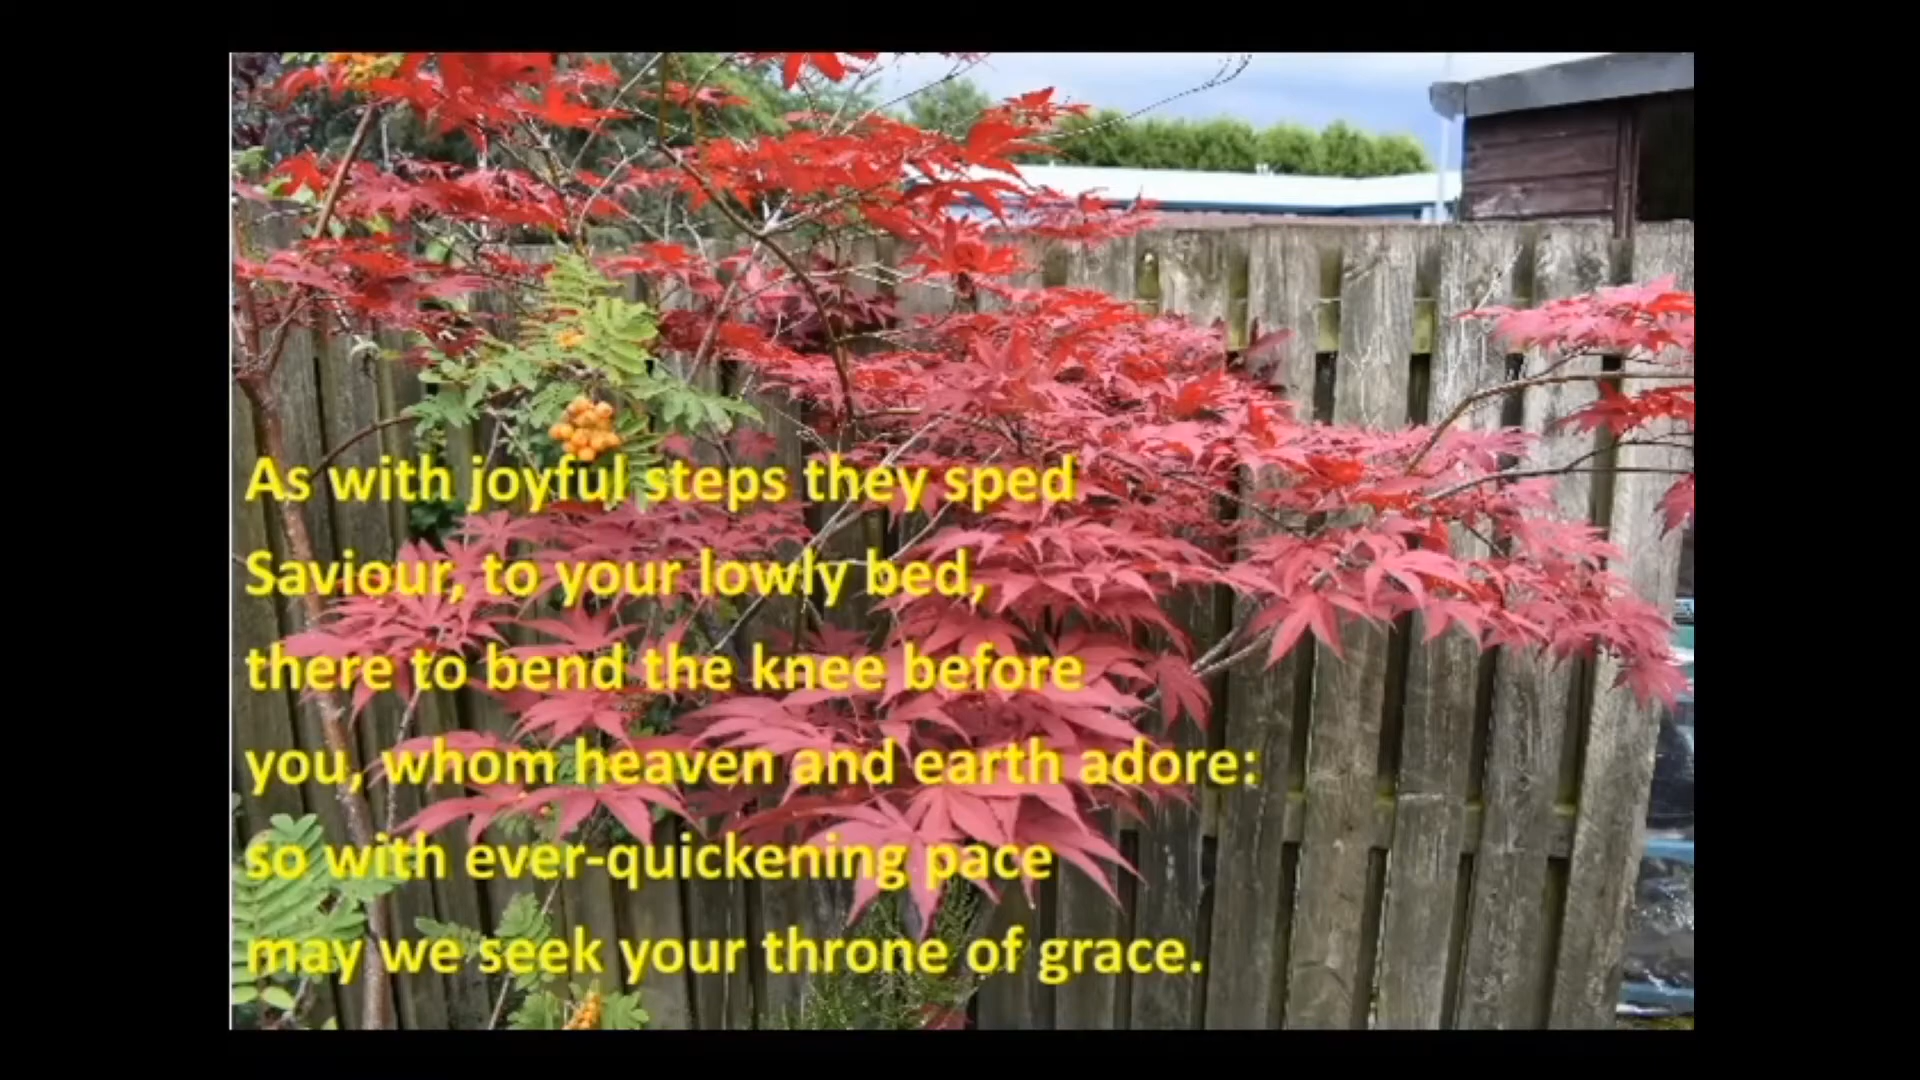 As with joyful steps they sped
Saviour, to your lowly bed,
there to bend the knee before
you, whom heaven and earth adore:
so with ever-quickening pace
may we seek your throne of grace.